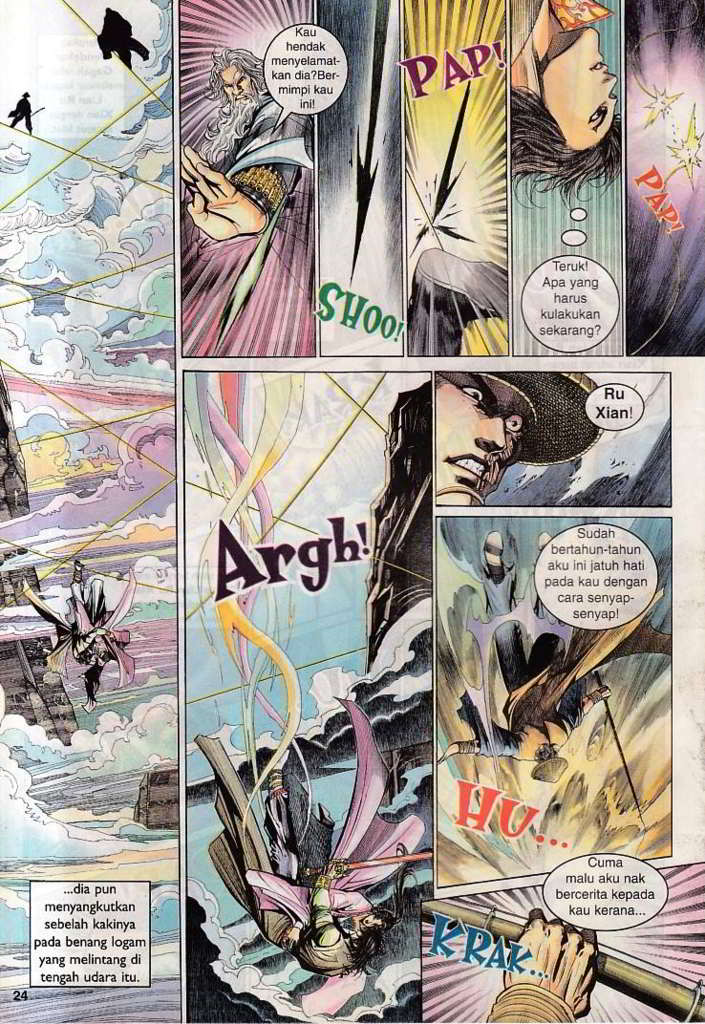 Kau
hendak
menyelamat-
kan dia?Ber-
mimpi kau
ini!
SHOO!
PAP!
Teruk!
Apa yang
harus
kulakukan
sekarang?
PAP!
...dia pun
menyangkutkan
sebelah kakinya
pada benang logam
yang melintang di
tengah udara itu.
24
Argh!
Ru
Xian!
Sudah
bertahun-tahun
aku ini jatuh hati
pada kau dengan
cara senyap-
senyap!
HU...
Cuma
malu aku nak
bercerita kepada
kau kerana...
KRAK...